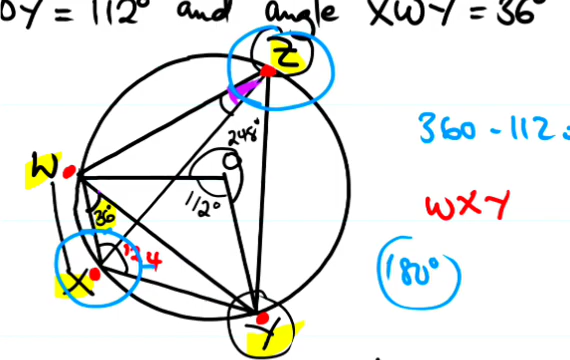 OY = 112° and angle XWY = 36°
Z
248°
360 - 112 =
W
O
112°
WXY
36°
124
X
180°
Y